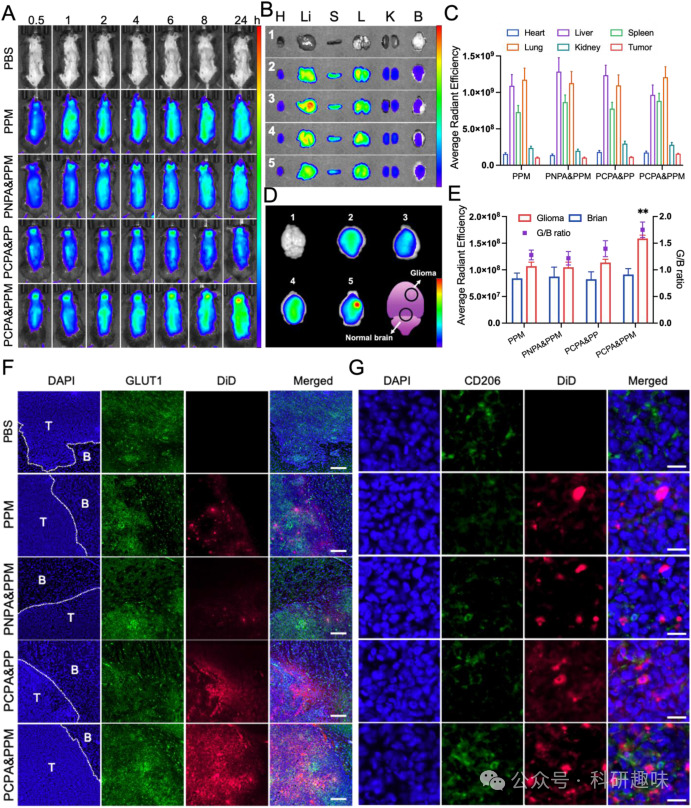 A
0.5 1 2 4 6 8 24 h
PBS
PPM
PNPA&PPM
PCPA&PP
PCPA&PPM
B
H Li S L K B
1
2
3
4
5
C
Heart Liver Spleen
Lung Kidney Tumor
Average Radiant Efficiency
1.5×10⁹
1.0×10⁹
5.0×10⁸
0.0
PPM PNPA&PPM PCPA&PP PCPA&PPM
D
1 2 3
4 5
Glioma
Normal brain
E
Glioma Brian
G/B ratio
Average Radiant Efficiency
2.0×10⁸
1.5×10⁸
1.0×10⁸
5.0×10⁷
0.0
**
2.0
1.5
1.0
0.5
0.0
G/B ratio
PPM PNPA&PPM PCPA&PP PCPA&PPM
F
DAPI GLUT1 DiD Merged
PBS
T B
PPM
B T
PNPA&PPM
B T
PCPA&PP
B T
PCPA&PPM
B T
G
DAPI CD206 DiD Merged
公众号 · 科研趣味